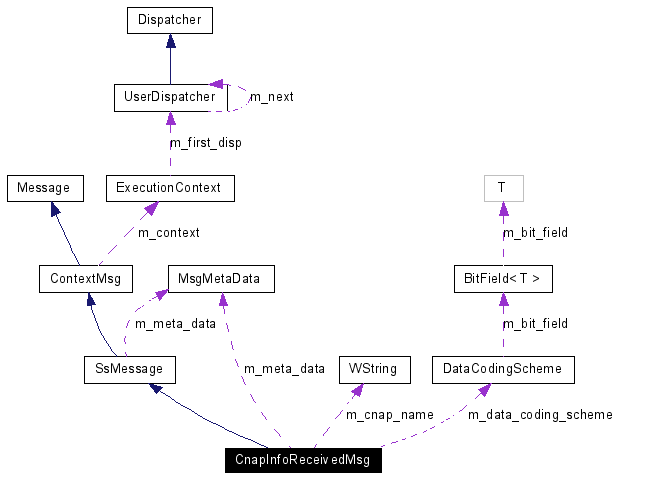 Dispatcher
UserDispatcher
m_next
m_first_disp
Message
ExecutionContext
T
m_context
m_bit_field
ContextMsg
MsgMetaData
BitField< T >
m_meta_data
m_bit_field
SsMessage
m_meta_data
WString
DataCodingScheme
m_cnap_name
m_data_coding_scheme
CnapInfoReceivedMsg